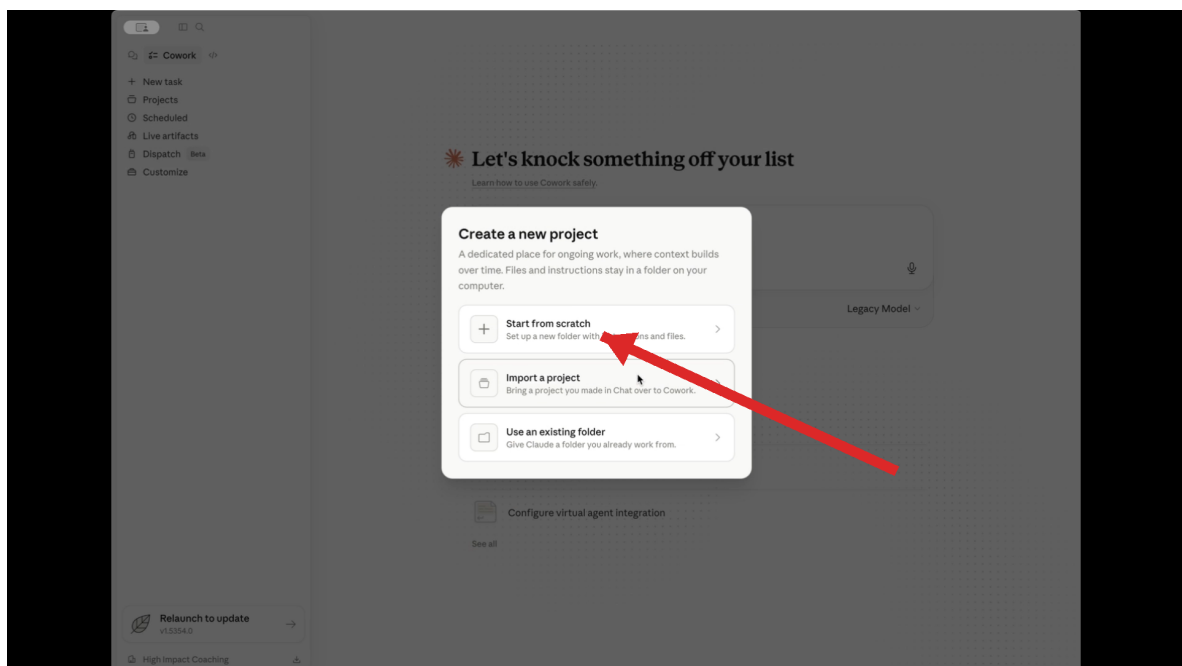 Cowork
New task
Projects
Scheduled
Live artifacts
Dispatch Beta
Customize
Let's knock something off your list
Learn how to use Cowork safely.
Create a new project
A dedicated place for ongoing work, where context builds
over time. Files and instructions stay in a folder on your
computer.
Start from scratch
Set up a new folder with ons and files.
Import a project
Bring a project you made in Chat over to Cowork.
Use an existing folder
Give Claude a folder you already work from.
Legacy Model
Configure virtual agent integration
See all
Relaunch to update
v1.5354.0
High Impact Coaching